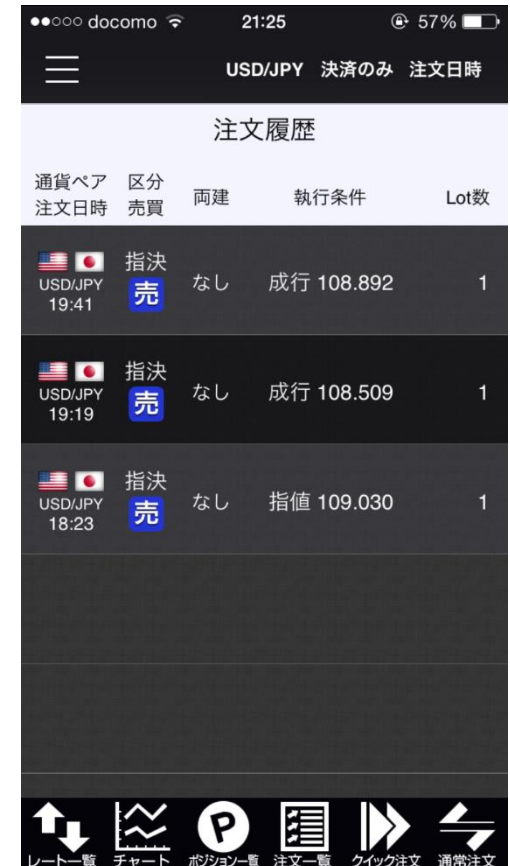 docomo 21:25 57%
USD/JPY 決済のみ 注文日時
注文履歴
通貨ペア 区分 両建 執行条件 Lot数
注文日時 売買
指決
USD/JPY 売 なし 成行 108.892 1
19:41
指決
USD/JPY 売 なし 成行 108.509 1
19:19
指決
USD/JPY 売 なし 指値 109.030 1
18:23
P
レート一覧 チャート ポジション一覧 注文一覧 クイック注文 通常注文